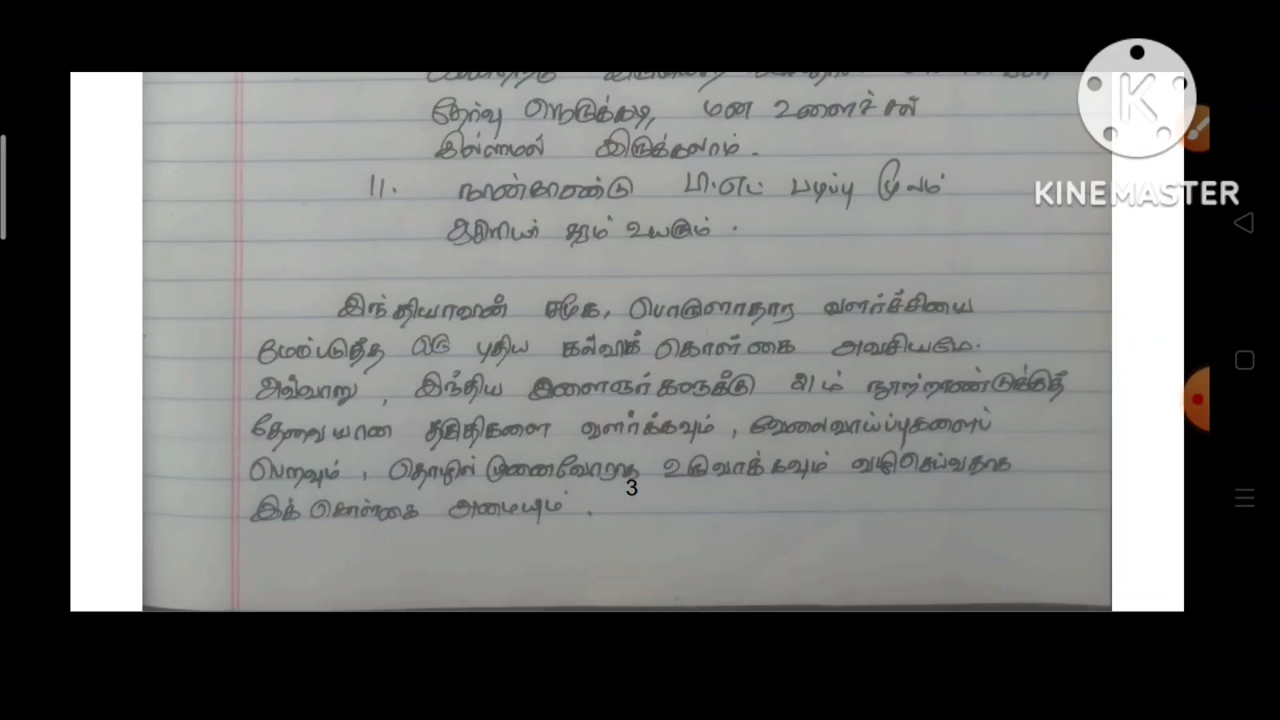 தேர்வு நெடுக்கடி, மன உளைச்சல்
இல்லாமல் இருக்கலாம்.
11. நான்காண்டு பி.எட் படிப்பு மூலம்
ஆசிரியர் தரம் உயரும்.
இந்தியாவின் சமூக, பொருளாதார வளர்ச்சியை
மேம்படுத்த ஒரு புதிய கல்விக் கொள்கை அவசியமே.
அவ்வாறு, இந்திய இளைஞர்களுக்கு 21ம் நூற்றாண்டுக்குத்
தேவையான தகுதிகளை வளர்க்கவும், வேலைவாய்ப்புகளைப்
பெறவும், தொழில் முனைவோராக உருவாக்கவும் வழிசெய்வதாக
இக் கொள்கை அமையும்.
3
KINEMASTER